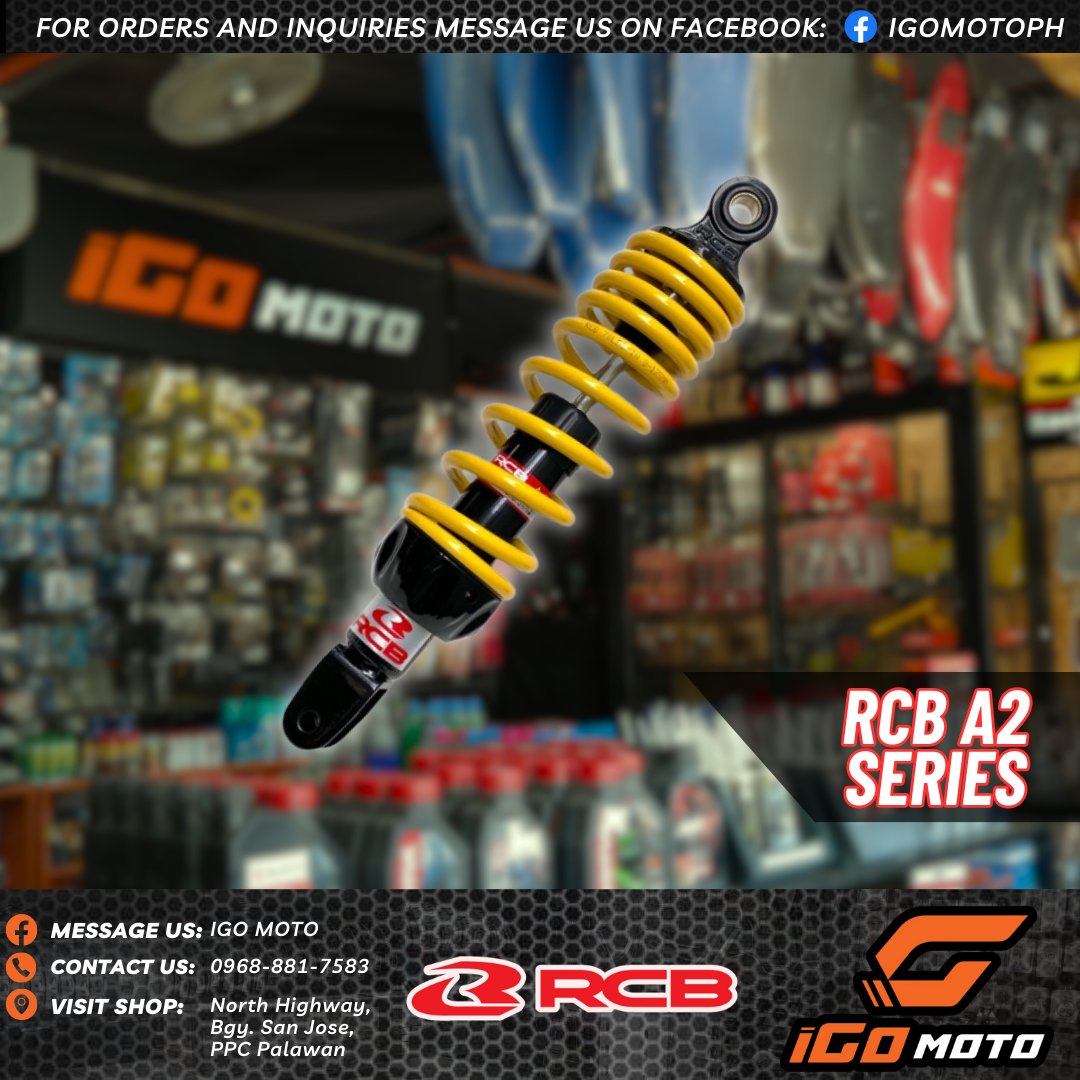 FOR ORDERS AND INQUIRIES MESSAGE US ON FACEBOOK: IGOMOTOPH
iGO MOTO
RCB
RCB
RCB
RCB A2
SERIES
MESSAGE US: IGO MOTO
CONTACT US: 0968-881-7583
VISIT SHOP: North Highway,
Bgy. San Jose,
PPC Palawan
RCB
iGO MOTO